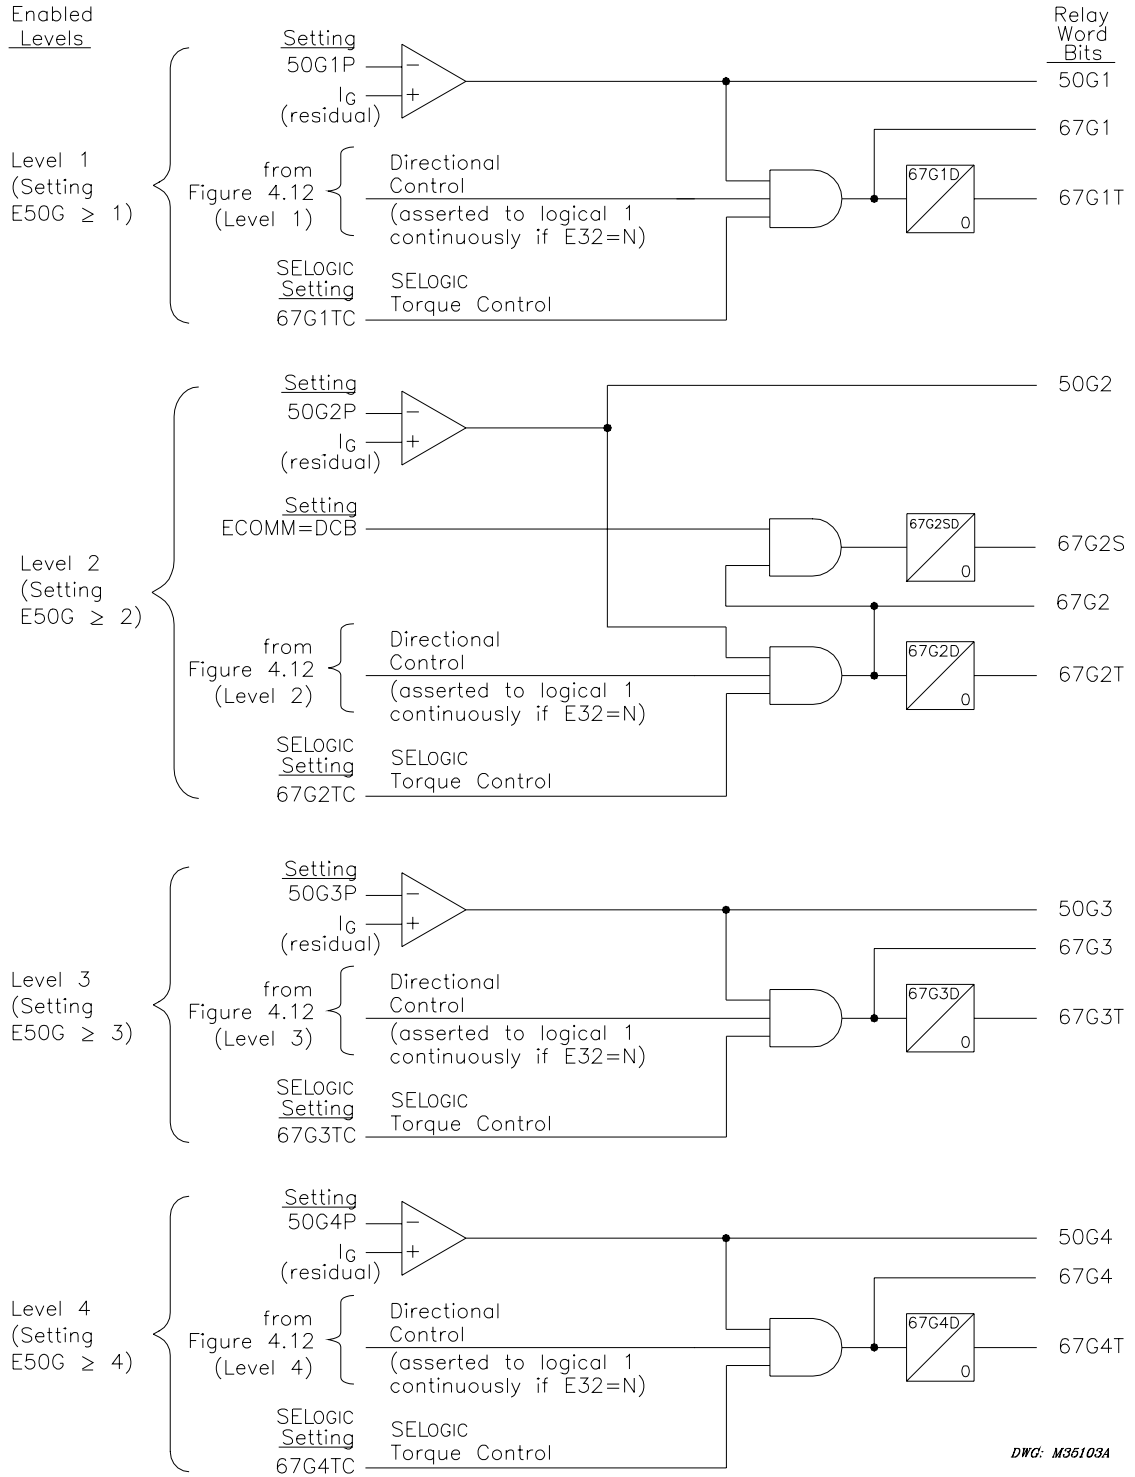 Enabled
Levels
Relay
Word
Bits
Level 1
(Setting
E50G ≥ 1)
Setting
50G1P
−
IG
+
(residual)
from
Figure 4.12
(Level 1)
Directional
Control
(asserted to logical 1
continuously if E32=N)
SELOGIC
Setting
67G1TC
SELOGIC
Torque Control
67G1D
0
50G1
67G1
67G1T
Level 2
(Setting
E50G ≥ 2)
Setting
50G2P
−
IG
+
(residual)
Setting
ECOMM=DCB
from
Figure 4.12
(Level 2)
Directional
Control
(asserted to logical 1
continuously if E32=N)
SELOGIC
Setting
67G2TC
SELOGIC
Torque Control
67G2SD
0
67G2D
0
50G2
67G2S
67G2
67G2T
Level 3
(Setting
E50G ≥ 3)
Setting
50G3P
−
IG
+
(residual)
from
Figure 4.12
(Level 3)
Directional
Control
(asserted to logical 1
continuously if E32=N)
SELOGIC
Setting
67G3TC
SELOGIC
Torque Control
67G3D
0
50G3
67G3
67G3T
Level 4
(Setting
E50G ≥ 4)
Setting
50G4P
−
IG
+
(residual)
from
Figure 4.12
(Level 4)
Directional
Control
(asserted to logical 1
continuously if E32=N)
SELOGIC
Setting
67G4TC
SELOGIC
Torque Control
67G4D
0
50G4
67G4
67G4T
DWG: M35103A